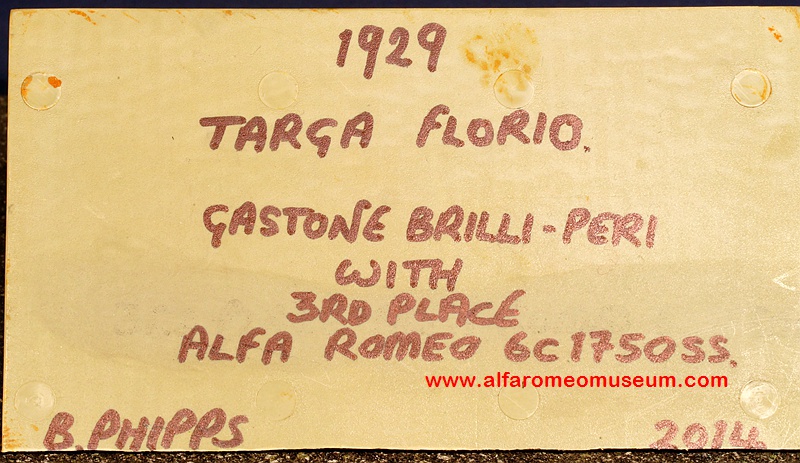 1929
TARGA FLORIO.
GASTONE BRILLI-PERI
WITH
3RD PLACE
ALFA ROMEO 6C1750SS.
www.alfaromeomuseum.com
B. PHIPPS 2014.